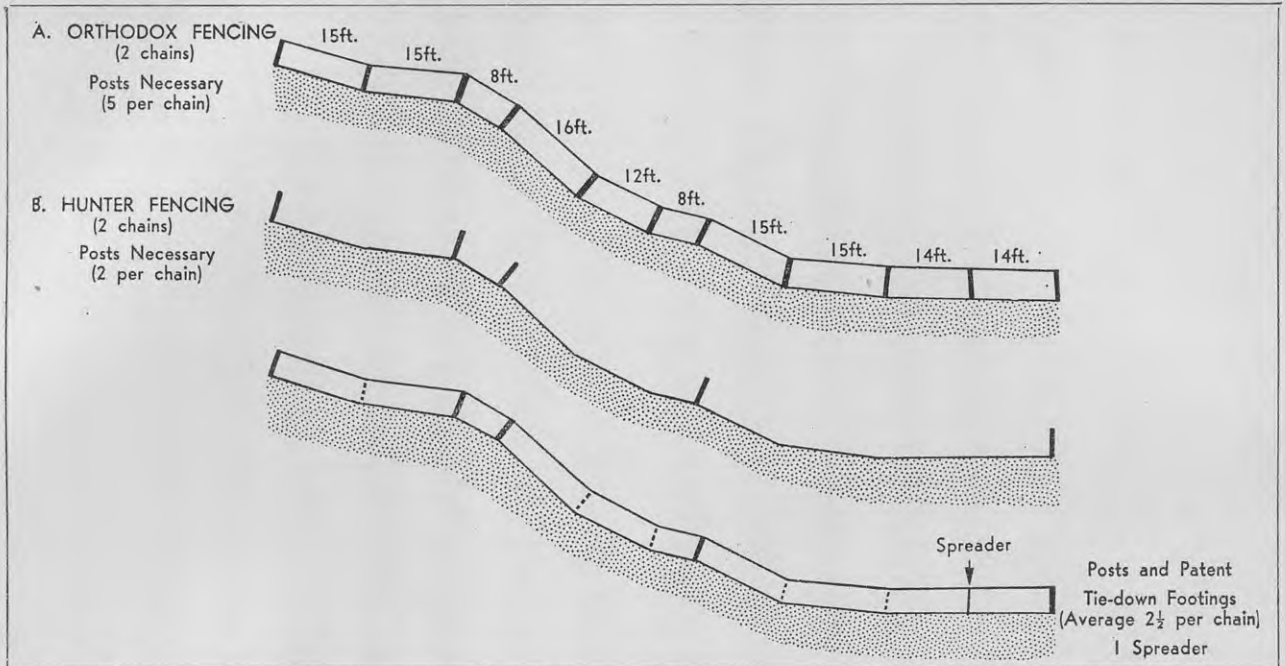 A. ORTHODOX FENCING
(2 chains)
Posts Necessary
(5 per chain)
15ft.
15ft.
8ft.
16ft.
12ft.
8ft.
15ft.
15ft.
14ft.
14ft.
B. HUNTER FENCING
(2 chains)
Posts Necessary
(2 per chain)
Spreader
Posts and Patent
Tie-down Footings
(Average 2½ per chain)
1 Spreader